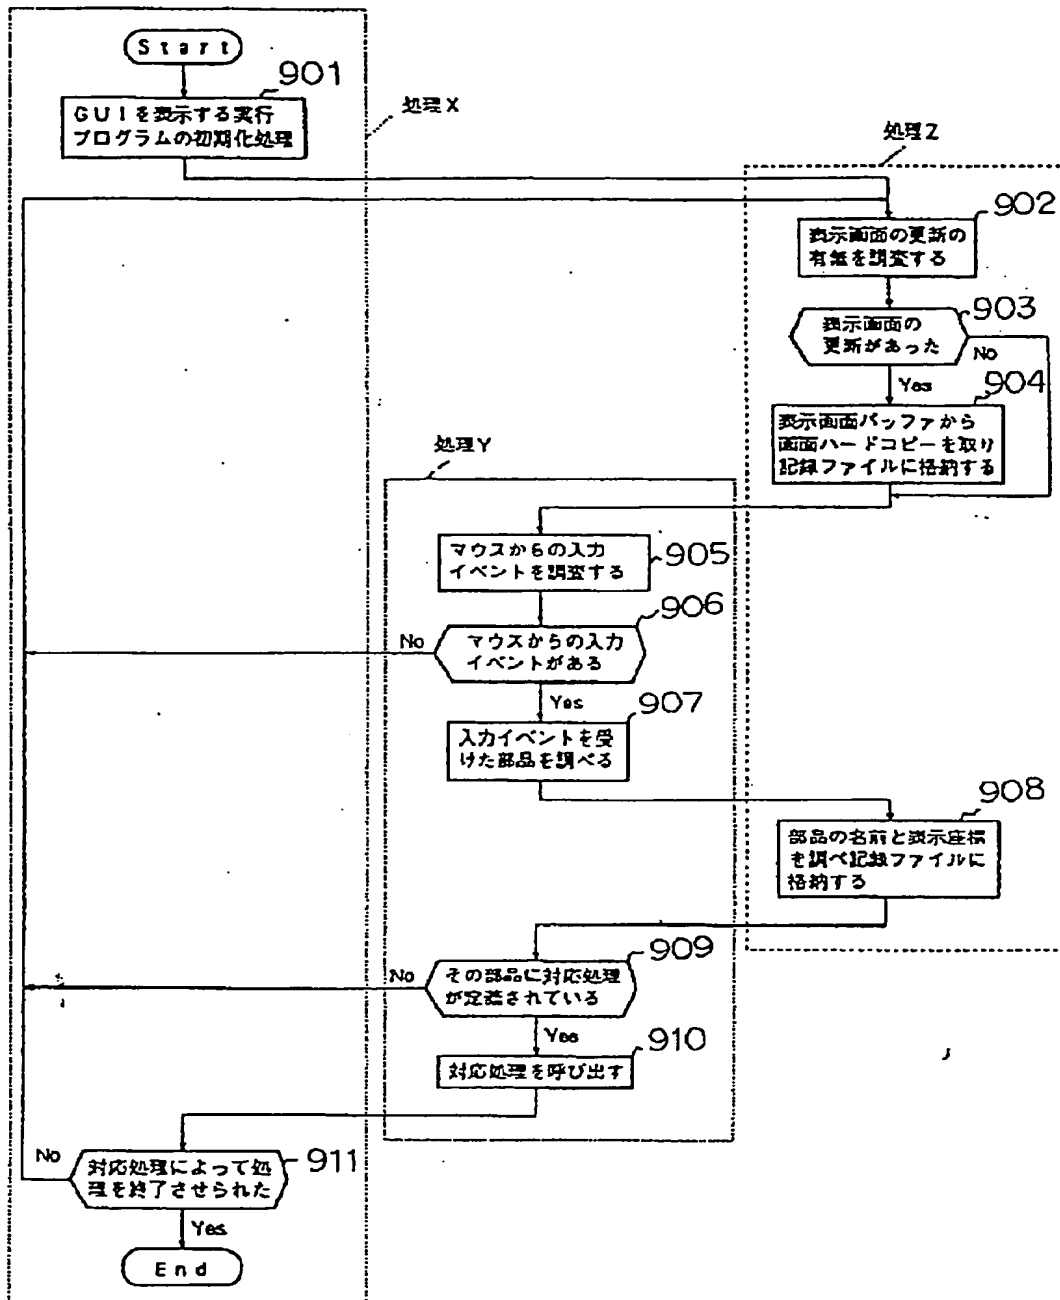 Start
901
GUIを表示する実行
プログラムの初期化処理
処理X
処理Z
902
表示画面の更新の
有無を調査する
903
表示画面の
更新があった
No
Yes
904
表示画面バッファから
画面ハードコピーを取り
記録ファイルに格納する
処理Y
マウスからの入力
イベントを調査する
905
906
No
マウスからの入力
イベントがある
Yes
907
入力イベントを受
けた部品を調べる
908
部品の名前と表示座標
を調べ記録ファイルに
格納する
909
No
その部品に対応処理
が定義されている
Yes
910
対応処理を呼び出す
No
対応処理によって処
理を終了させられた
911
Yes
End